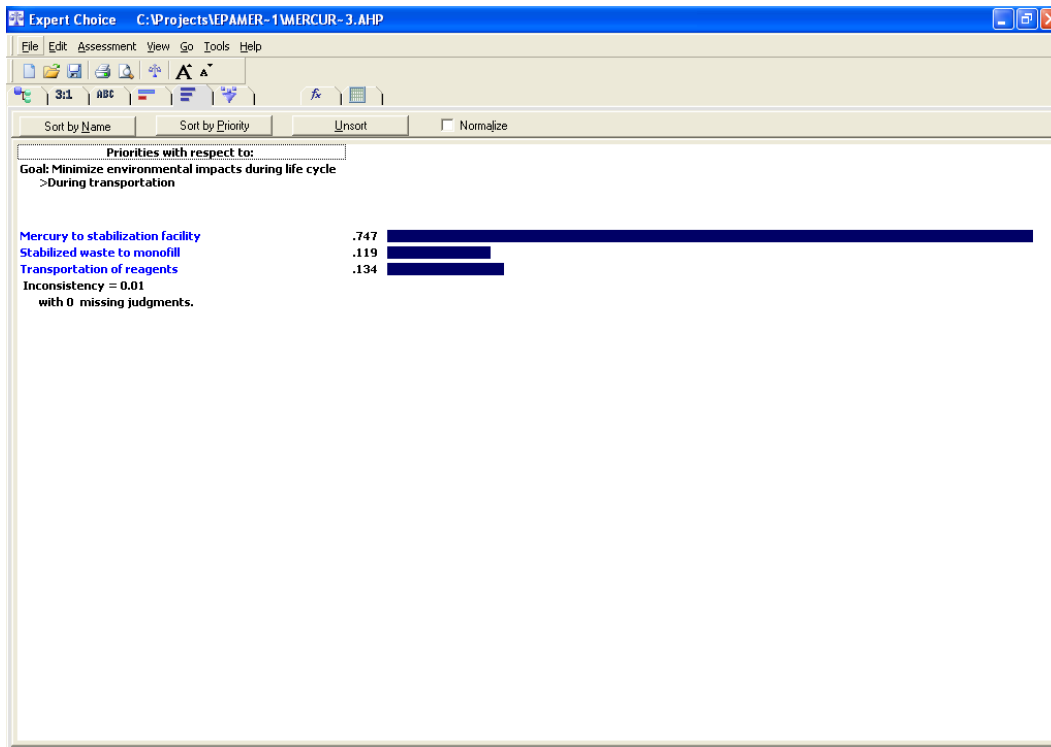 Expert Choice C:\Projects\EPAMER~1\MERCUR~3.AHP
File Edit Assessment View Go Tools Help
A A
3:1 ABC fx
Sort by Name Sort by Priority Unsort Normalize
Priorities with respect to:
Goal: Minimize environmental impacts during life cycle
>During transportation
Mercury to stabilization facility .747
Stabilized waste to monofill .119
Transportation of reagents .134
Inconsistency = 0.01
with 0 missing judgments.